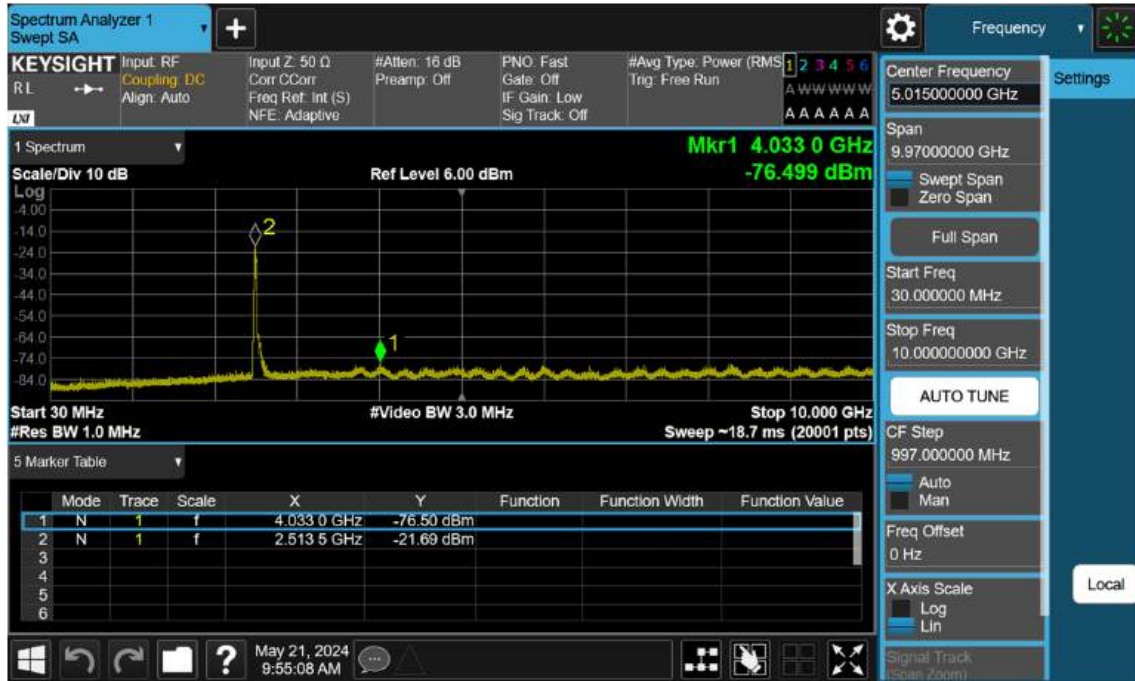 Spectrum Analyzer 1
Swept SA
+
Frequency
KEYSIGHT Input: RF Input Z: 50 Ω #Atten: 16 dB PNO: Fast #Avg Type: Power (RMS 1 2 3 4 5 6
RL Coupling: DC Corr CCorr Preamp: Off Gate: Off Trig: Free Run A W W W W W
Align: Auto Freq Ref: Int (S) IF Gain: Low
LXI NFE: Adaptive Sig Track: Off A A A A A A
Center Frequency
5.015000000 GHz
Settings
1 Spectrum
Mkr1 4.033 0 GHz
Scale/Div 10 dB Ref Level 6.00 dBm -76.499 dBm
Log
-4.00
-14.0
-24.0
-34.0
-44.0
-54.0
-64.0
-74.0
-84.0
2
1
Start 30 MHz #Video BW 3.0 MHz Stop 10.000 GHz
#Res BW 1.0 MHz Sweep ~18.7 ms (20001 pts)
Span
9.97000000 GHz
Swept Span
Zero Span
Full Span
Start Freq
30.000000 MHz
Stop Freq
10.000000000 GHz
AUTO TUNE
CF Step
997.000000 MHz
Auto
Man
Freq Offset
0 Hz
X Axis Scale
Log
Lin
Signal Track
(Span Zoom)
Local
5 Marker Table
Mode Trace Scale X Y Function Function Width Function Value
1 N 1 f 4.033 0 GHz -76.50 dBm
2 N 1 f 2.513 5 GHz -21.69 dBm
3
4
5
6
? May 21, 2024
9:55:08 AM